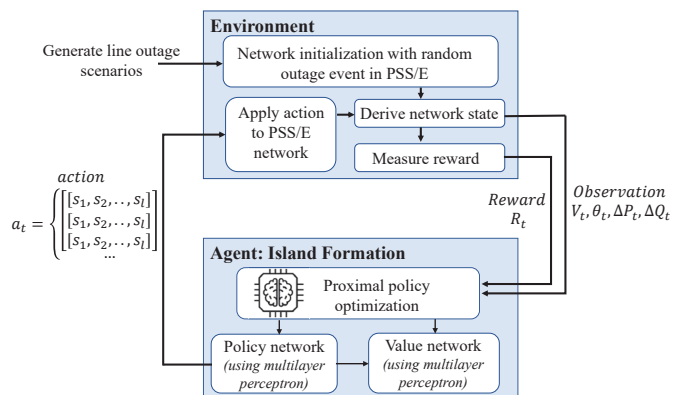 Environment
Generate line outage
scenarios
Network initialization with random
outage event in PSS/E
Apply action
to PSS/E
network
Derive network state
Measure reward
action
a_t = { [[s_1, s_2, . . , s_l]
[s_1, s_2, . . , s_l]
[s_1, s_2, . . , s_l]]
...
Reward
R_t
Observation
V_t, θ_t, ΔP_t, ΔQ_t
Agent: Island Formation
Proximal policy
optimization
Policy network
(using multilayer
perceptron)
Value network
(using multilayer
perceptron)